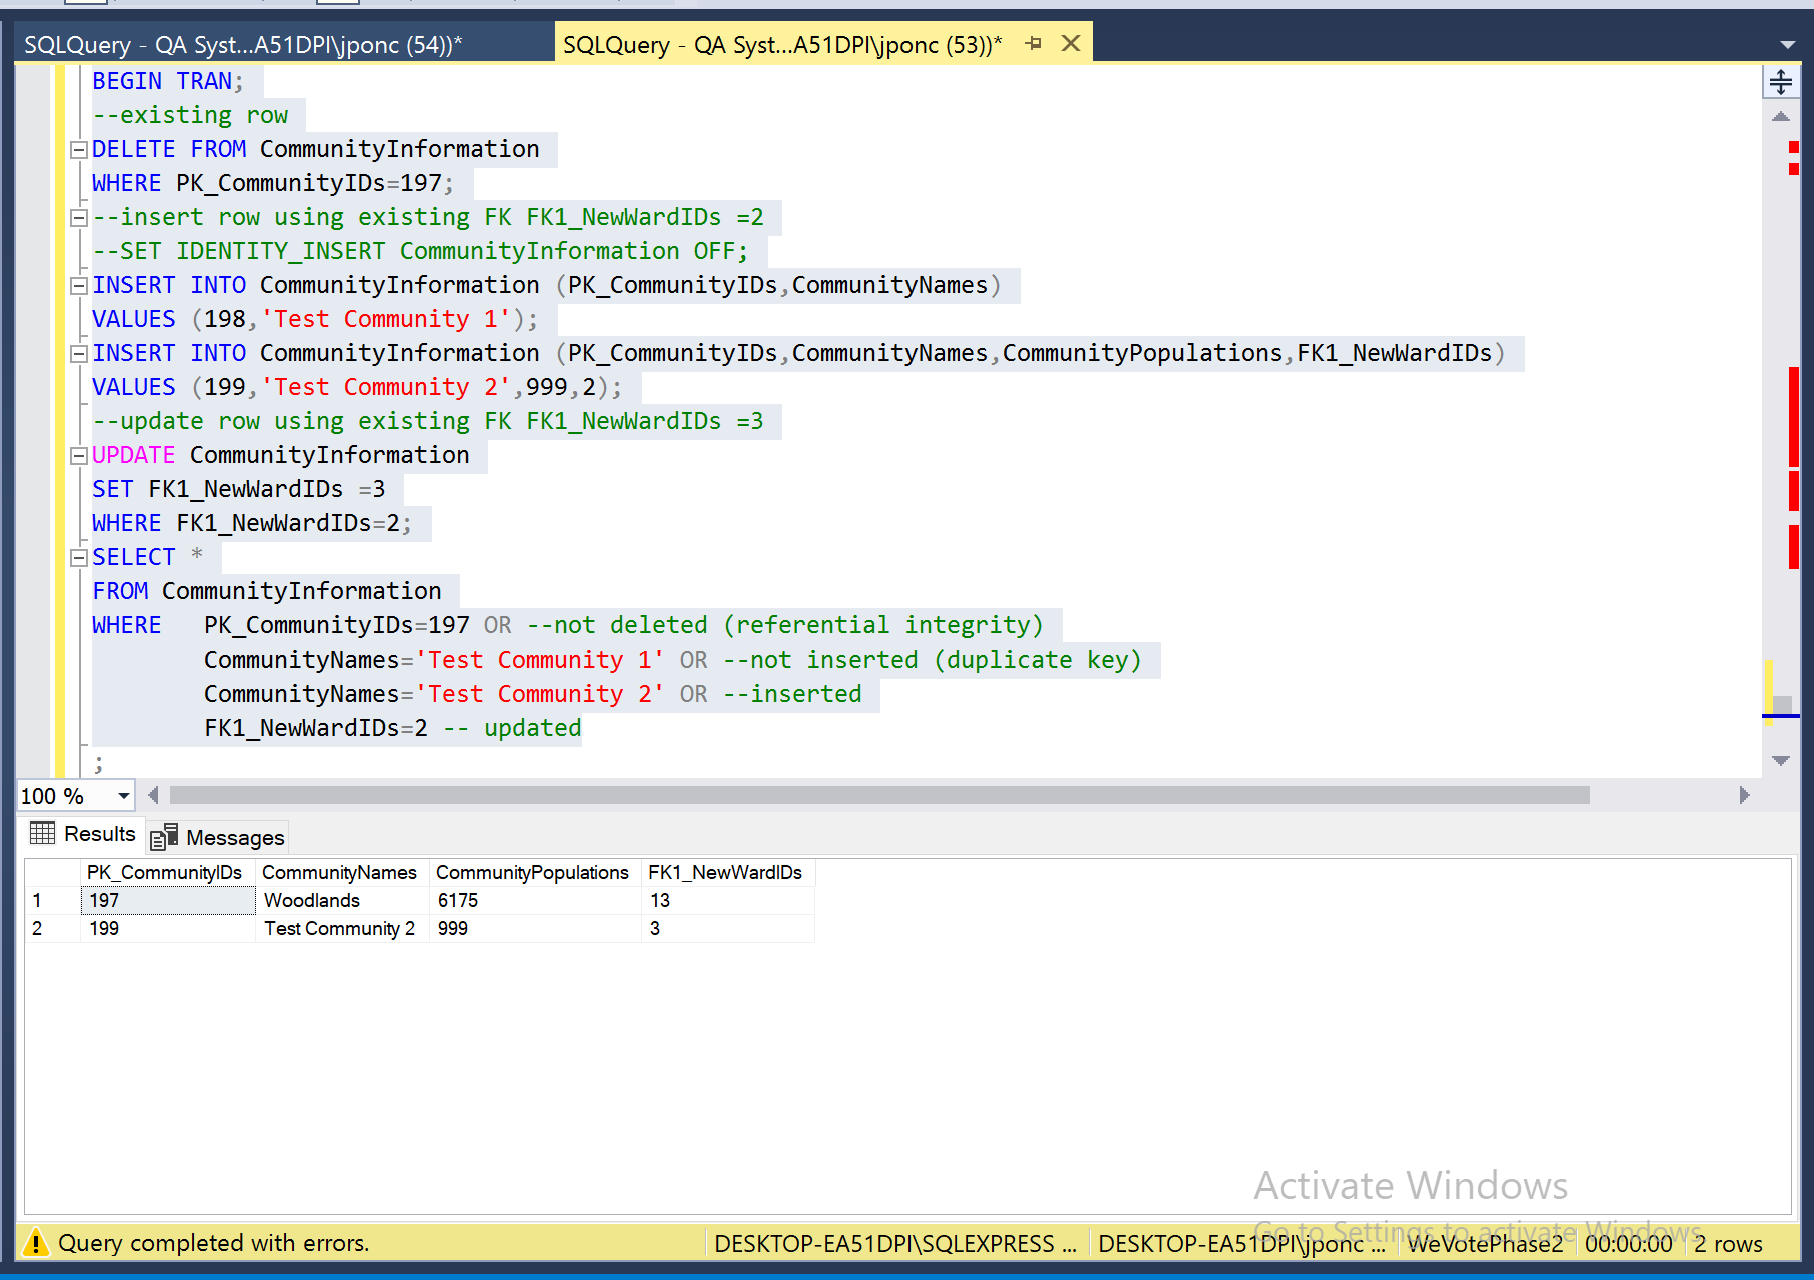 SQLQuery - QA Syst...A51DPI\jponc (54))*
SQLQuery - QA Syst...A51DPI\jponc (53))*
BEGIN TRAN;
--existing row
DELETE FROM CommunityInformation
WHERE PK_CommunityIDs=197;
--insert row using existing FK FK1_NewWardIDs =2
--SET IDENTITY_INSERT CommunityInformation OFF;
INSERT INTO CommunityInformation (PK_CommunityIDs,CommunityNames)
VALUES (198,'Test Community 1');
INSERT INTO CommunityInformation (PK_CommunityIDs,CommunityNames,CommunityPopulations,FK1_NewWardIDs)
VALUES (199,'Test Community 2',999,2);
--update row using existing FK FK1_NewWardIDs =3
UPDATE CommunityInformation
SET FK1_NewWardIDs =3
WHERE FK1_NewWardIDs=2;
SELECT *
FROM CommunityInformation
WHERE PK_CommunityIDs=197 OR --not deleted (referential integrity)
CommunityNames='Test Community 1' OR --not inserted (duplicate key)
CommunityNames='Test Community 2' OR --inserted
FK1_NewWardIDs=2 -- updated
;
100 %
Results Messages
PK_CommunityIDs CommunityNames CommunityPopulations FK1_NewWardIDs
1 197 Woodlands 6175 13
2 199 Test Community 2 999 3
Activate Windows
Go to Settings to activate Windows.
Query completed with errors. DESKTOP-EA51DPI\SQLEXPRESS ... DESKTOP-EA51DPI\jponc ... WeVotePhase2 00:00:00 2 rows